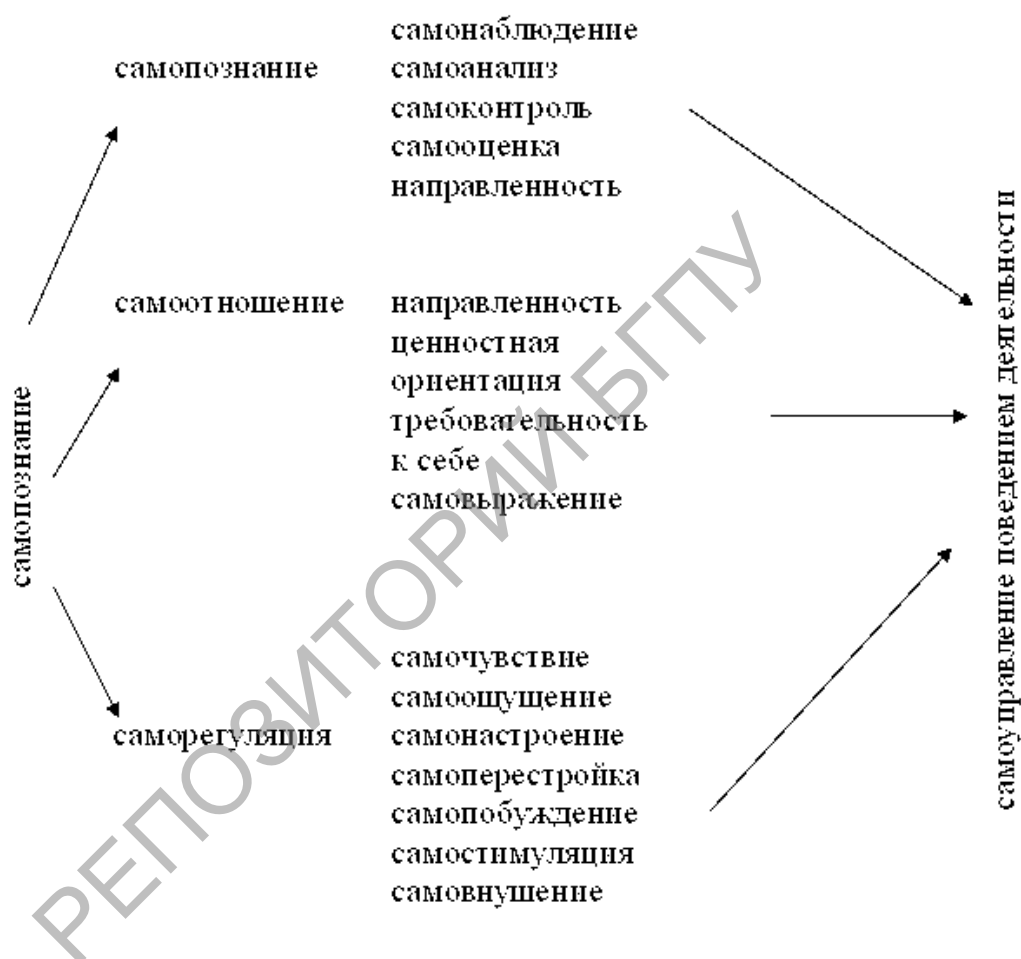 самопознание
самопознание
самонаблюдение
самоанализ
самоконтроль
самооценка
направленность
самоотношение
направленность
ценностная
ориентация
требовательность
к себе
самовыражение
саморегуляция
самочувствие
самоощущение
самонастроение
самоперестройка
самопобуждение
самостимуляция
самовнушение
самоуправление поведением деятельности
РЕПОЗИТОРИЙ БГПУ